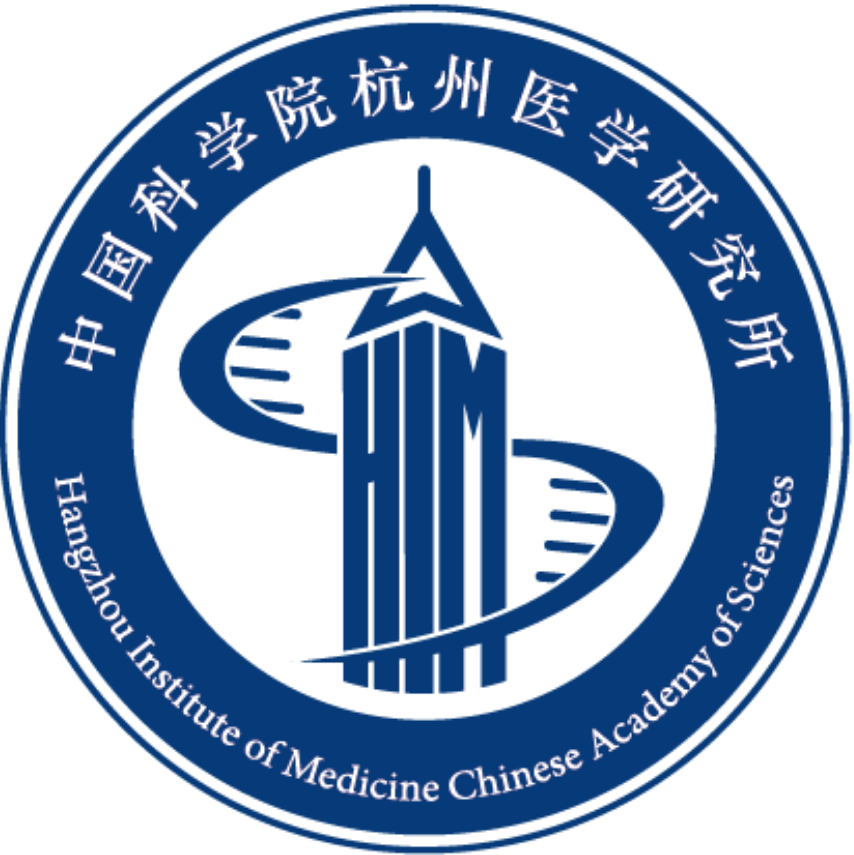 中国科学院杭州医学研究所
HIM
Hangzhou Institute of Medicine Chinese Academy of Sciences